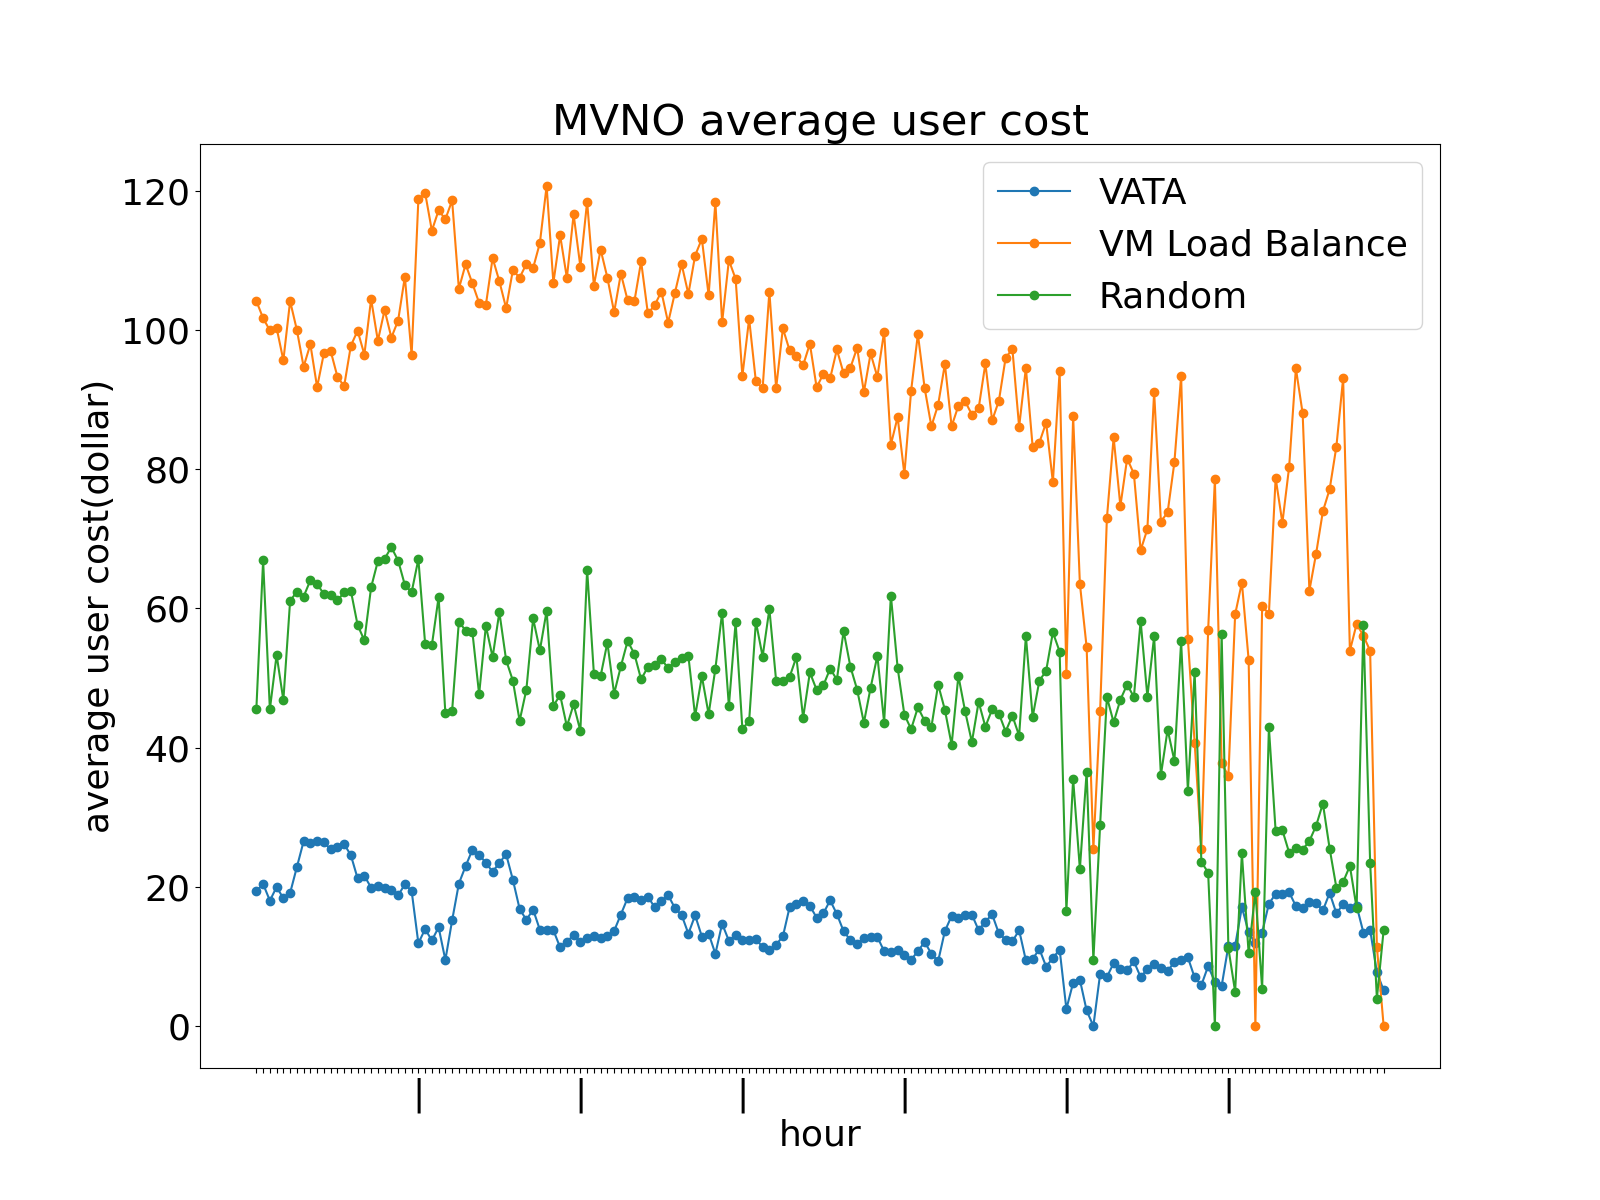 MVNO average user cost
VATA
VM Load Balance
Random
average user cost(dollar)
120
100
80
60
40
20
0
hour